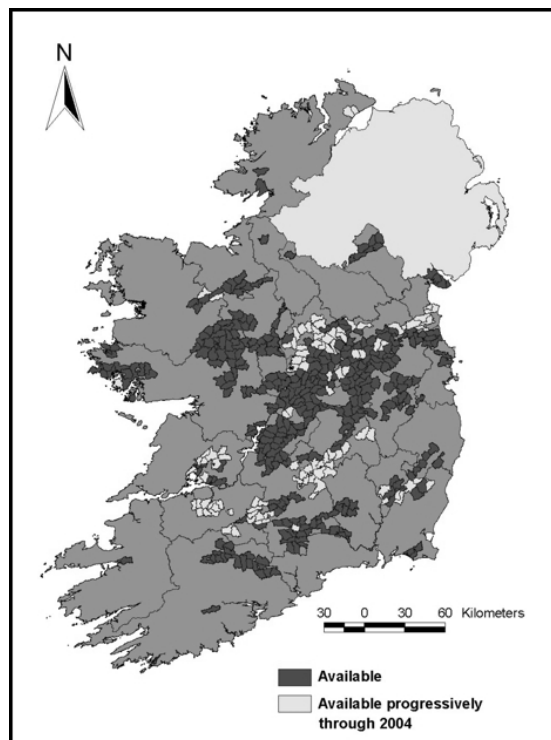 N
30 0 30 60 Kilometers
Available
Available progressively
through 2004